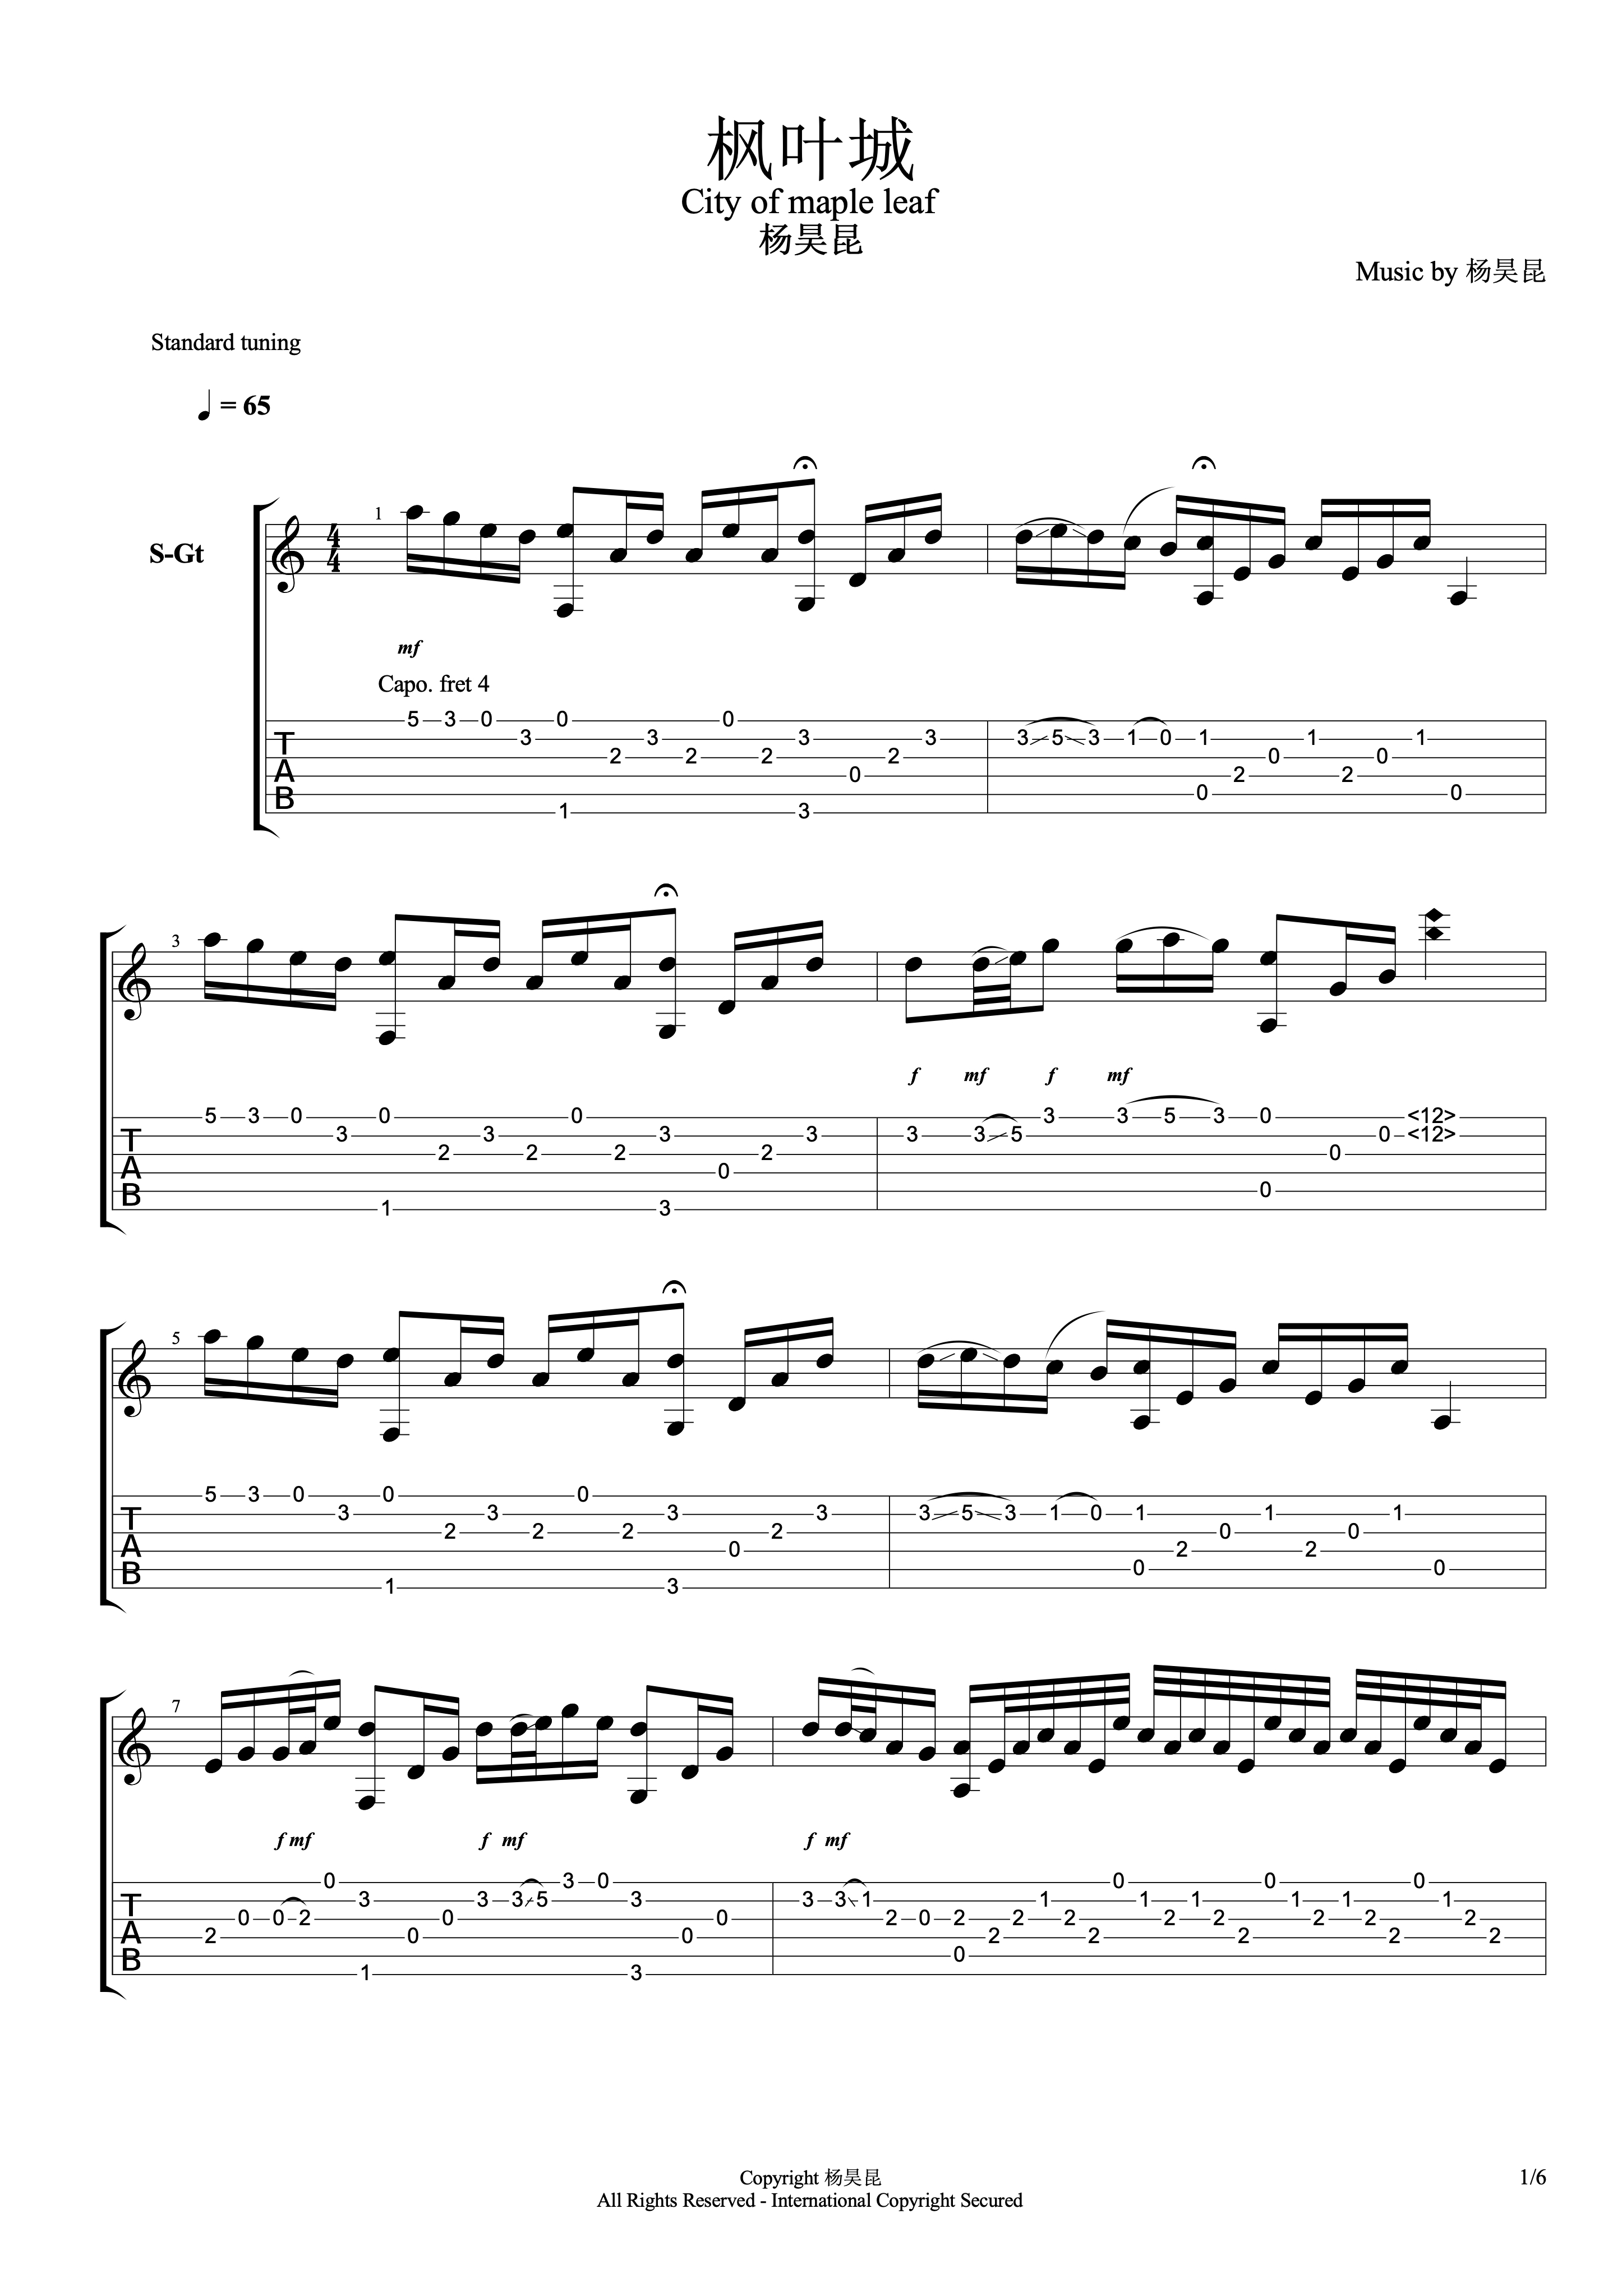 枫叶城
City of maple leaf
杨昊昆
Music by 杨昊昆
Standard tuning
= 65
S-Gt
1
4
4
mf
Capo. fret 4
5 3 0 0 0
3 3 3 3
T 2 2 2 2
A 0
B
1 3
3 5 3 1 0 1 1 1
0 0
2 2
0 0
3
f mf f mf
5 3 0 0 0
T 3 3 3 3
2 2 2 2
A 0
B
1 3
3 3 5 0 <12>
3 3 5 0 <12>
0
0
5
5 3 0 0 0
T 3 3 3 3
2 2 2 2
A 0
B
1 3
3 5 3 1 0 1 1 1
0 0
2 2
0 0
7
f mf f mf f mf
0 3 0
T 3 3 3 5 3
0 0 2 0 0
A 2 0 0
B
1 3
0 0 0
3 3 1 1 1 1 1 1 1
2 0 2 2 2 2 2 2 2 2
2 2 2 2 2
0
Copyright 杨昊昆
All Rights Reserved - International Copyright Secured
1/6